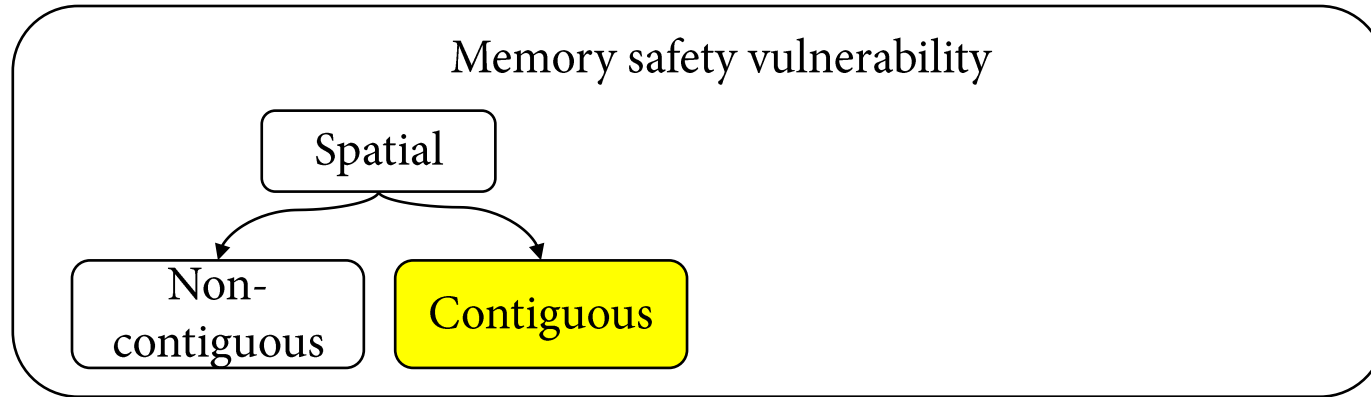 Memory safety vulnerability
Spatial
Non-
contiguous
Contiguous